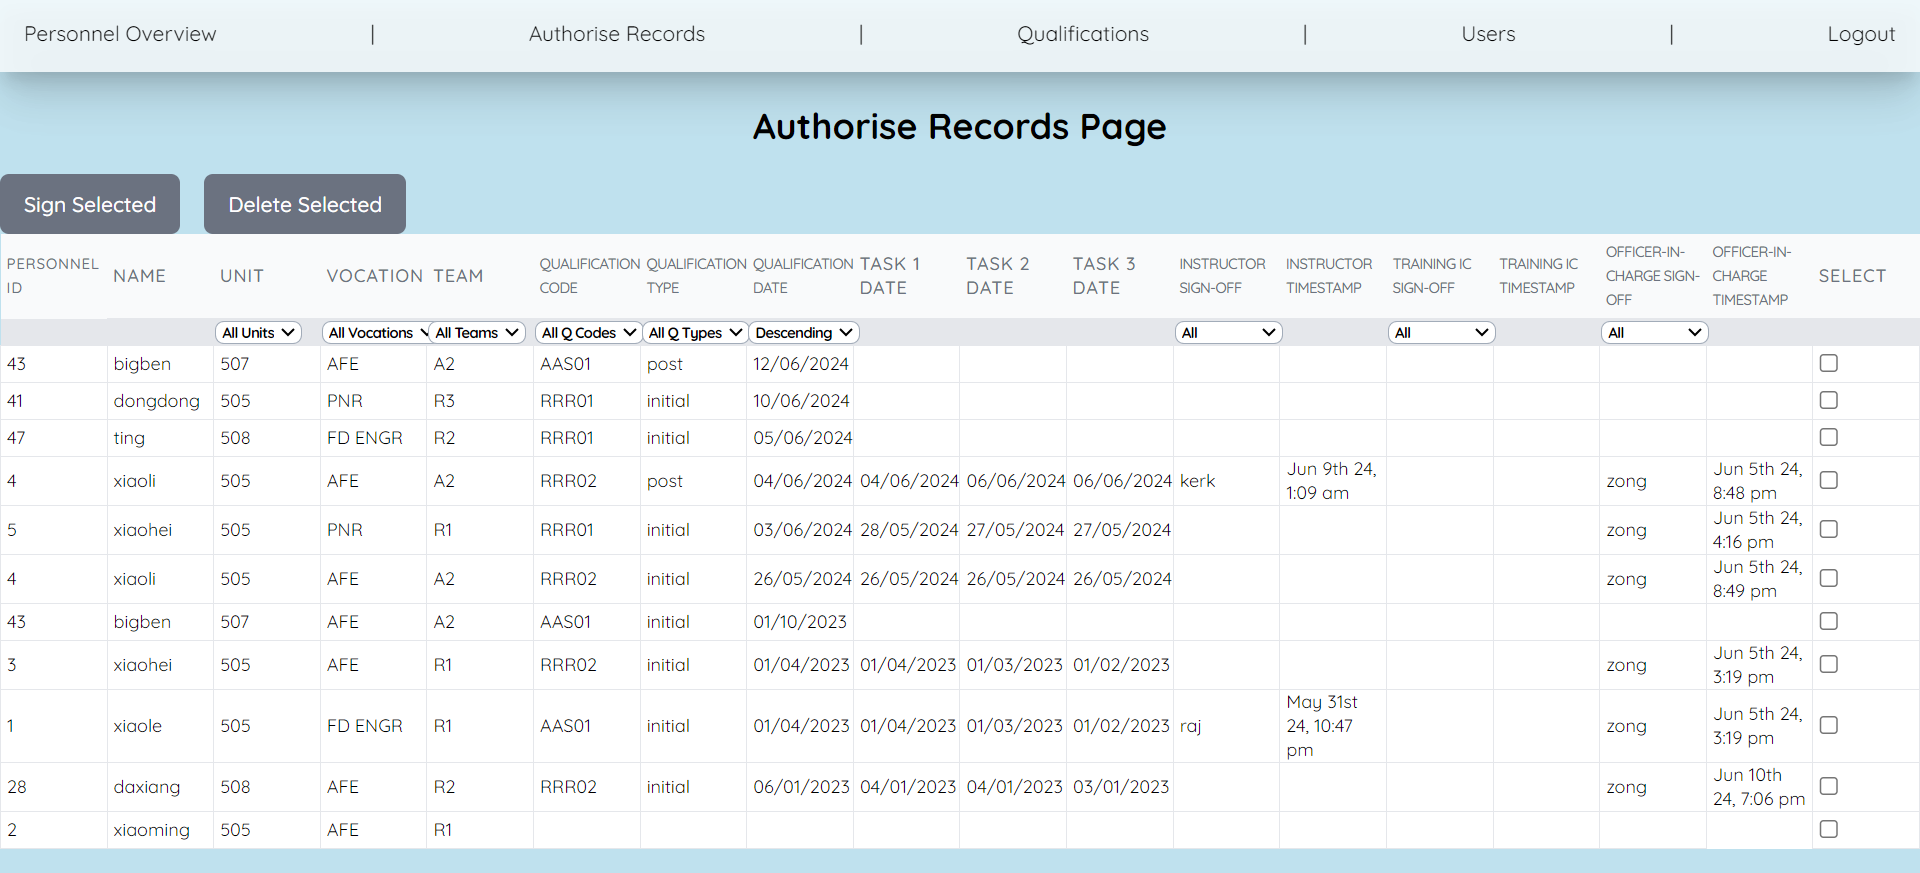 Personnel Overview | Authorise Records | Qualifications | Users | Logout
Authorise Records Page
Sign Selected Delete Selected
PERSONNEL ID NAME UNIT VOCATION TEAM QUALIFICATION CODE QUALIFICATION TYPE QUALIFICATION DATE TASK 1 DATE TASK 2 DATE TASK 3 DATE INSTRUCTOR SIGN-OFF INSTRUCTOR TIMESTAMP TRAINING IC SIGN-OFF TRAINING IC TIMESTAMP OFFICER-IN-CHARGE SIGN-OFF OFFICER-IN-CHARGE TIMESTAMP SELECT
All Units All Vocations All Teams All Q Codes All Q Types Descending All All All
43 bigben 507 AFE A2 AAS01 post 12/06/2024
41 dongdong 505 PNR R3 RRR01 initial 10/06/2024
47 ting 508 FD ENGR R2 RRR01 initial 05/06/2024
4 xiaoli 505 AFE A2 RRR02 post 04/06/2024 04/06/2024 06/06/2024 06/06/2024 kerk Jun 9th 24, 1:09 am zong Jun 5th 24, 8:48 pm
5 xiaohei 505 PNR R1 RRR01 initial 03/06/2024 28/05/2024 27/05/2024 27/05/2024 zong Jun 5th 24, 4:16 pm
4 xiaoli 505 AFE A2 RRR02 initial 26/05/2024 26/05/2024 26/05/2024 26/05/2024 zong Jun 5th 24, 8:49 pm
43 bigben 507 AFE A2 AAS01 initial 01/10/2023
3 xiaohei 505 AFE R1 RRR02 initial 01/04/2023 01/04/2023 01/03/2023 01/02/2023 zong Jun 5th 24, 3:19 pm
1 xiaole 505 FD ENGR R1 AAS01 initial 01/04/2023 01/04/2023 01/03/2023 01/02/2023 raj May 31st 24, 10:47 pm zong Jun 5th 24, 3:19 pm
28 daxiang 508 AFE R2 RRR02 initial 06/01/2023 04/01/2023 04/01/2023 03/01/2023 zong Jun 10th 24, 7:06 pm
2 xiaoming 505 AFE R1